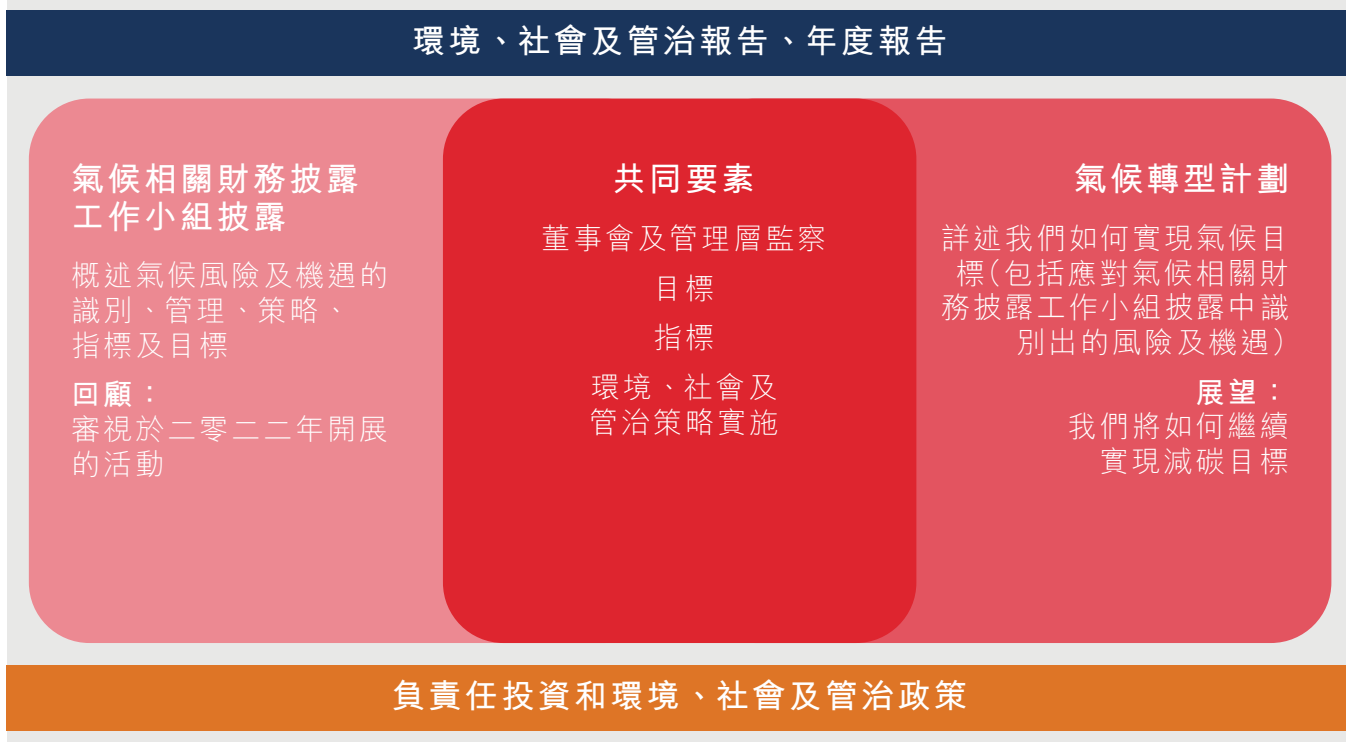 環境、社會及管治報告、年度報告
氣候相關財務披露
工作小組披露
概述氣候風險及機遇的
識別、管理、策略、
指標及目標
回顧：
審視於二零二二年開展
的活動
共同要素
董事會及管理層監察
目標
指標
環境、社會及
管治策略實施
氣候轉型計劃
詳述我們如何實現氣候目
標（包括應對氣候相關財
務披露工作小組披露中識
別出的風險及機遇）
展望：
我們將如何繼續
實現減碳目標
負責任投資和環境、社會及管治政策